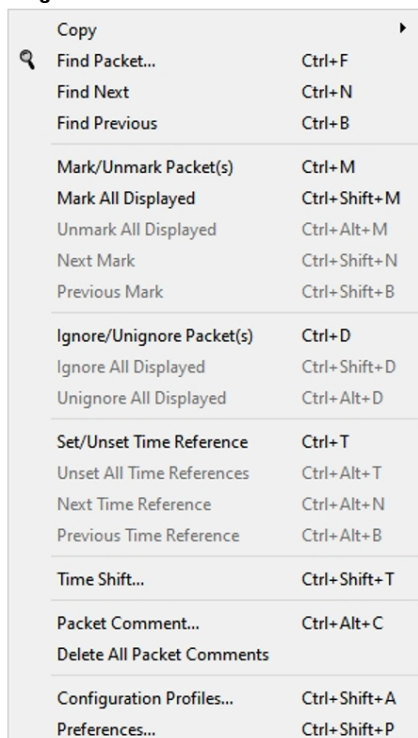 Copy
Find Packet... Ctrl+F
Find Next Ctrl+N
Find Previous Ctrl+B
Mark/Unmark Packet(s) Ctrl+M
Mark All Displayed Ctrl+Shift+M
Unmark All Displayed Ctrl+Alt+M
Next Mark Ctrl+Shift+N
Previous Mark Ctrl+Shift+B
Ignore/Unignore Packet(s) Ctrl+D
Ignore All Displayed Ctrl+Shift+D
Unignore All Displayed Ctrl+Alt+D
Set/Unset Time Reference Ctrl+T
Unset All Time References Ctrl+Alt+T
Next Time Reference Ctrl+Alt+N
Previous Time Reference Ctrl+Alt+B
Time Shift... Ctrl+Shift+T
Packet Comment... Ctrl+Alt+C
Delete All Packet Comments
Configuration Profiles... Ctrl+Shift+A
Preferences... Ctrl+Shift+P